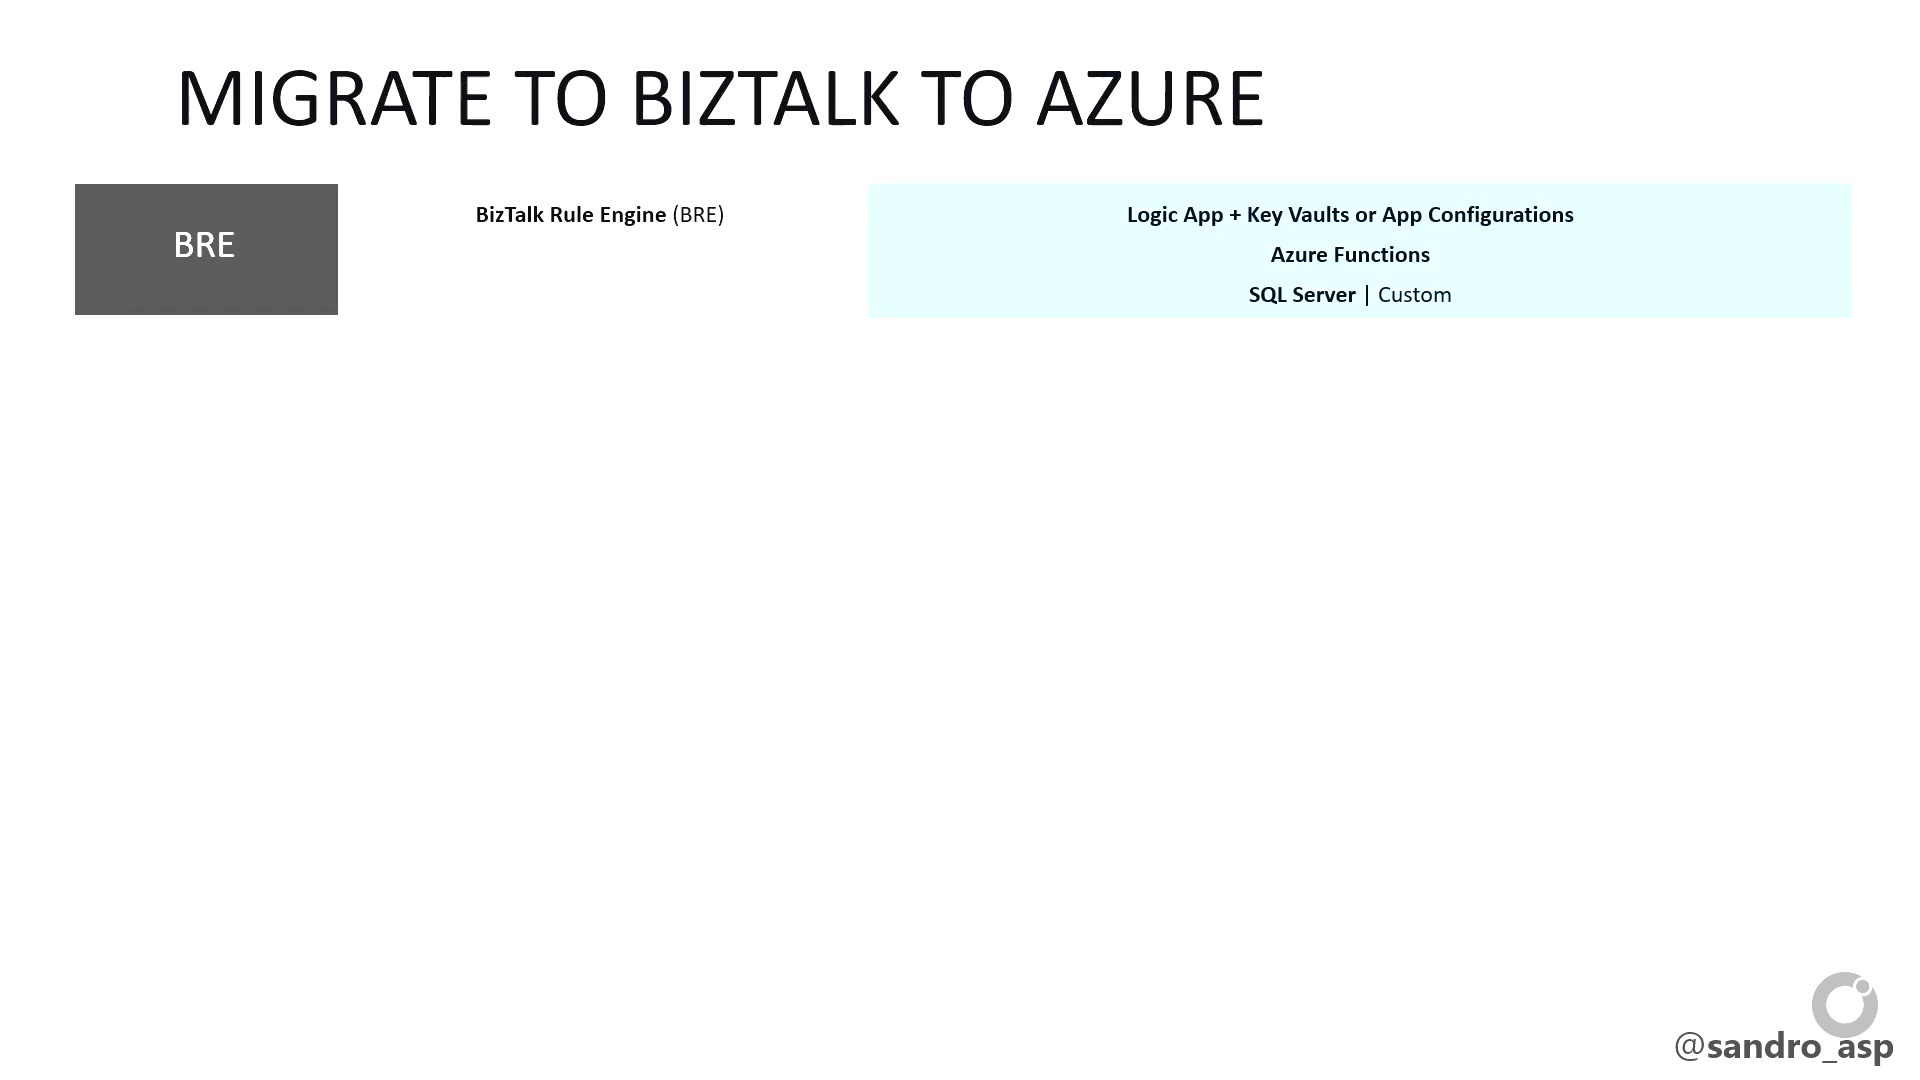 MIGRATE TO BIZTALK TO AZURE
BRE
BizTalk Rule Engine (BRE)
Logic App + Key Vaults or App Configurations
Azure Functions
SQL Server | Custom
@sandro_asp